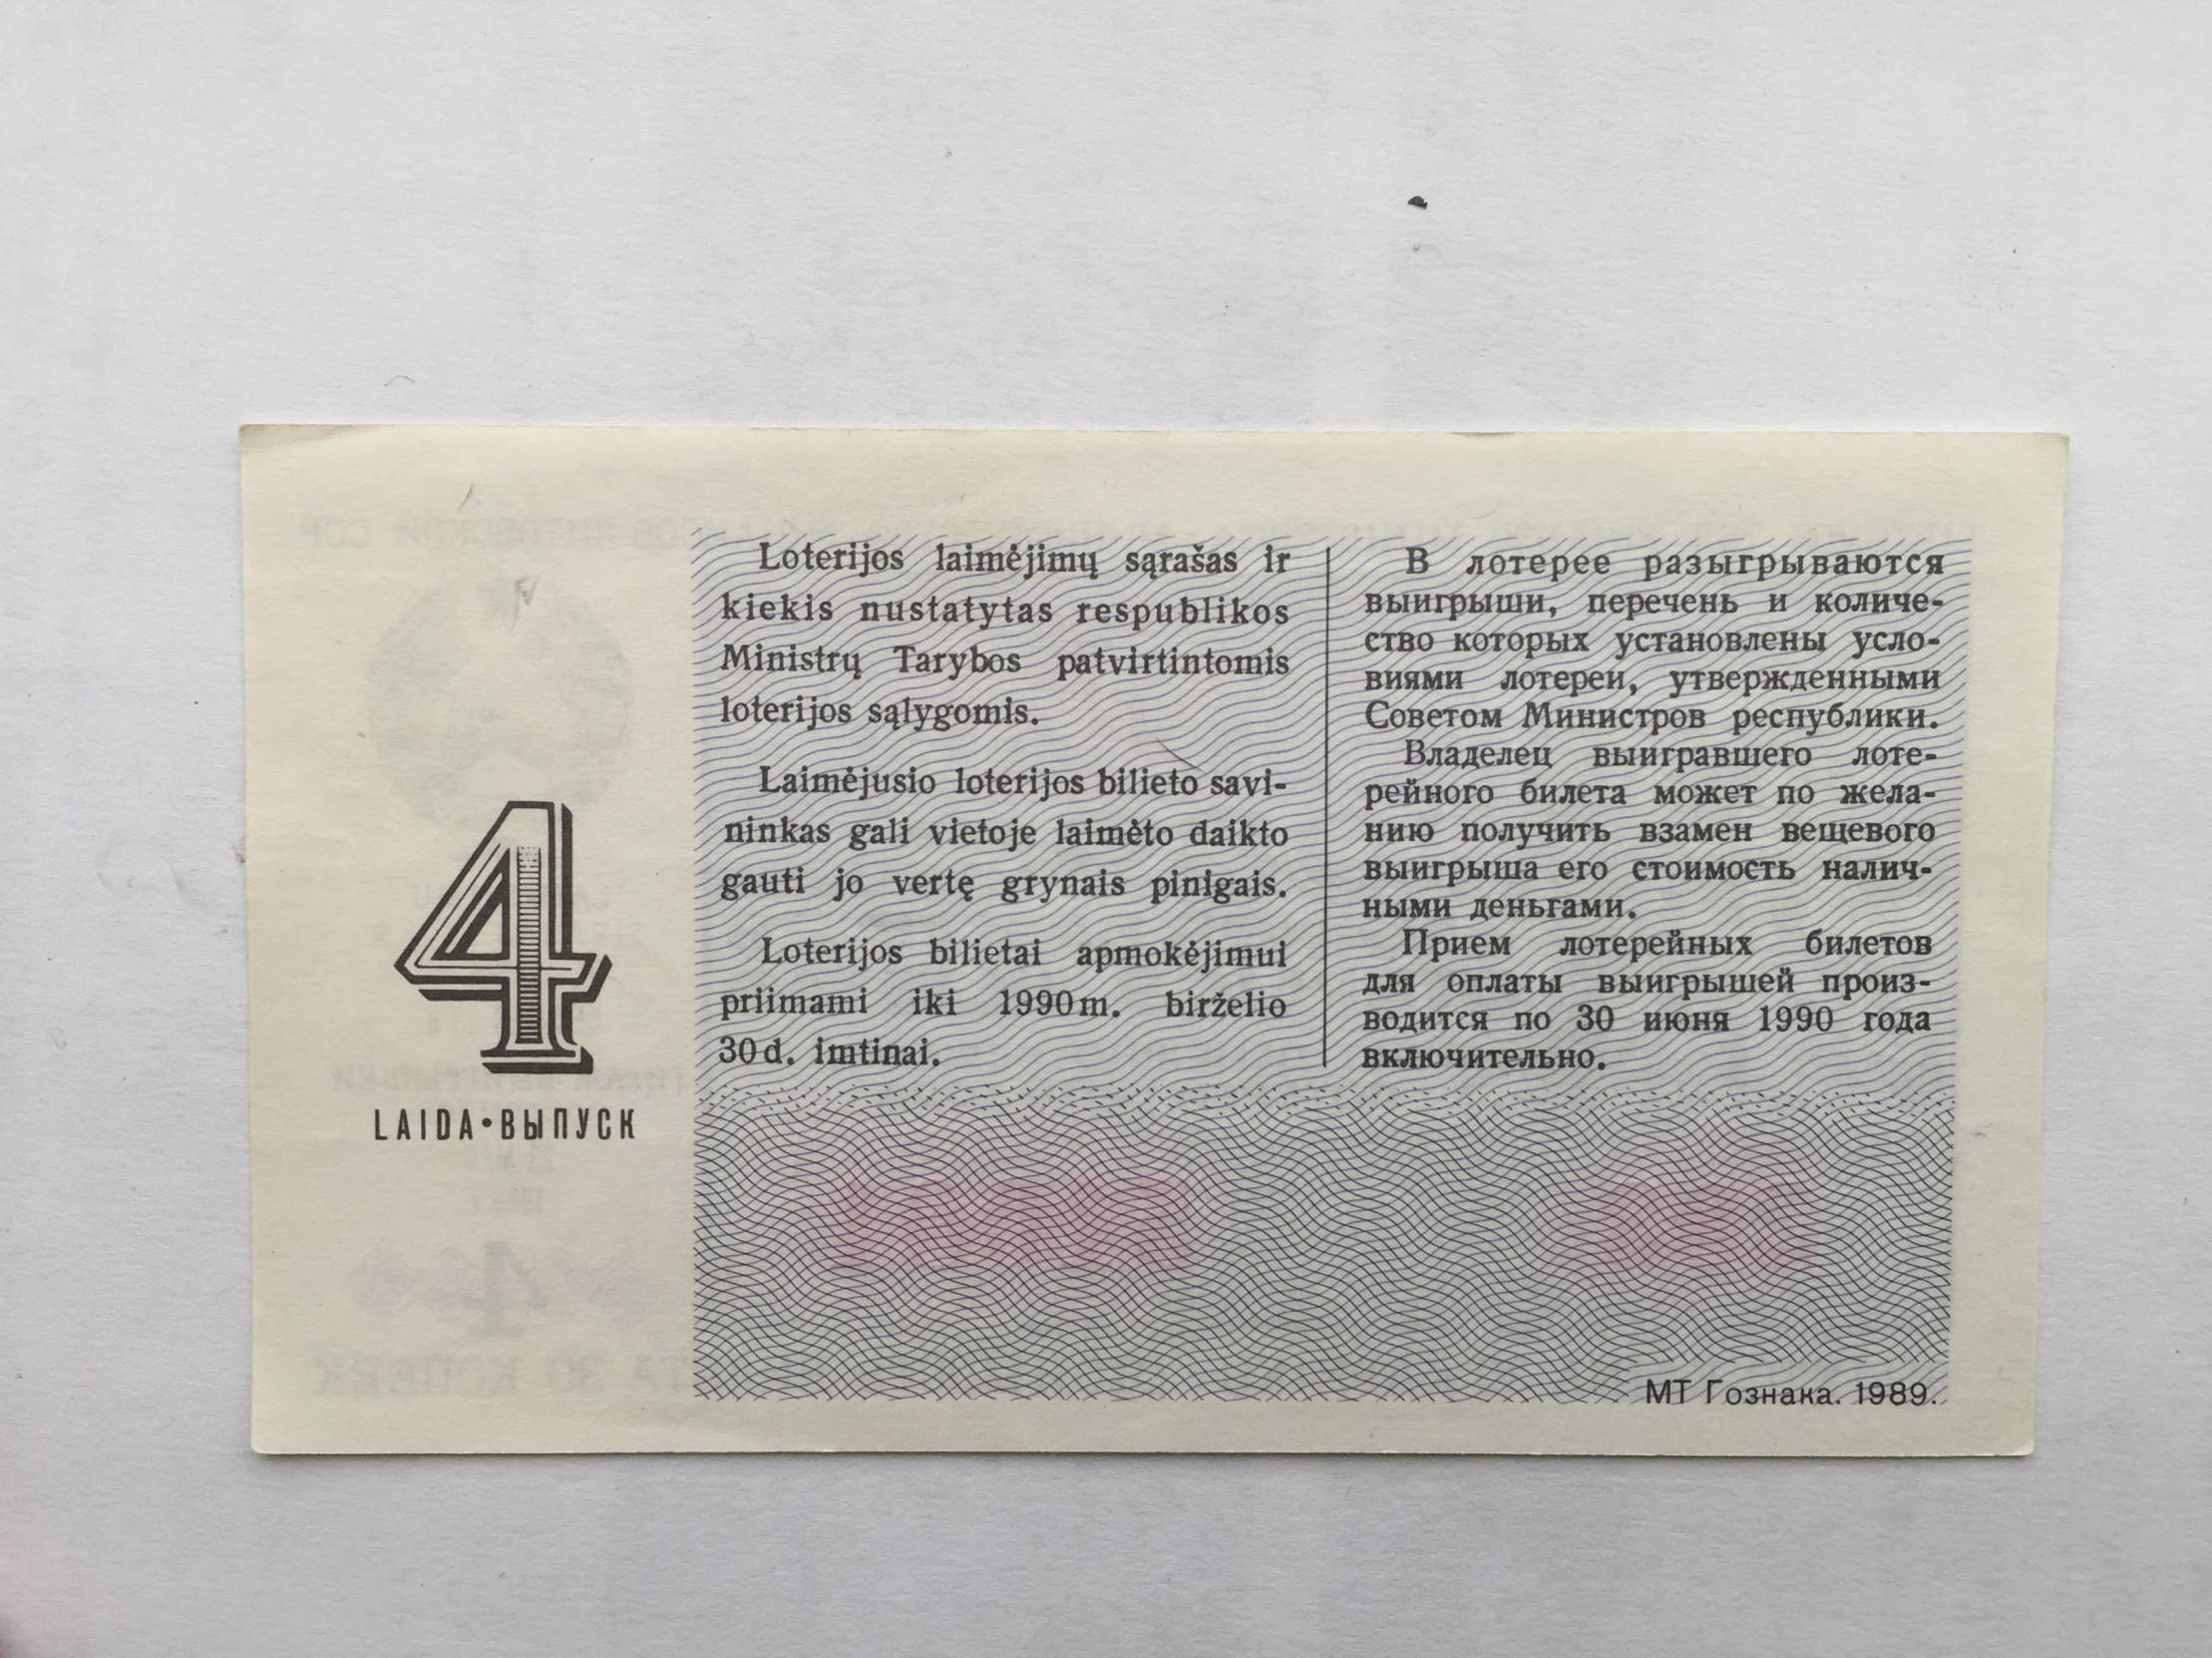 4
LAIDA•ВЫПУСК
Loterijos laimėjimų sąrašas ir
kiekis nustatytas respublikos
Ministrų Tarybos patvirtintomis
loterijos sąlygomis.
Laimėjusio loterijos bilieto savi-
ninkas gali vietoje laimėto daikto
gauti jo vertę grynais pinigais.
Loterijos bilietai apmokėjimui
priimami iki 1990 m. birželio
30 d. imtinai.
В лотерее разыгрываются
выигрыши, перечень и количе-
ство которых установлены усло-
виями лотереи, утвержденными
Советом Министров республики.
Владелец выигравшего лоте-
рейного билета может по жела-
нию получить взамен вещевого
выигрыша его стоимость налич-
ными деньгами.
Прием лотерейных билетов
для оплаты выигрышей произ-
водится по 30 июня 1990 года
включительно.
МТ Гознака. 1989.